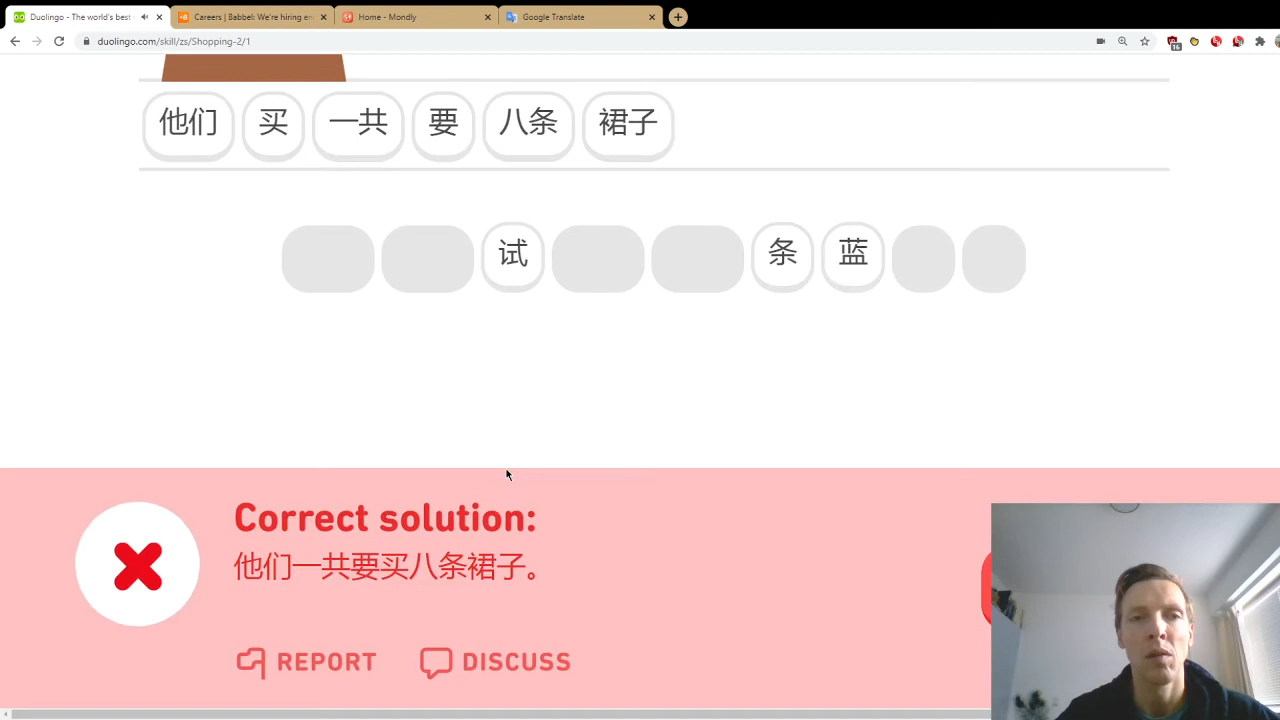 Duolingo - The world's best
Careers | Babbel: We're hiring en
Home - Mondly
Google Translate
duolingo.com/skill/zs/Shopping-2/1
16
他们 买 一共 要 八条 裙子
试 条 蓝
Correct solution:
他们一共要买八条裙子。
REPORT DISCUSS